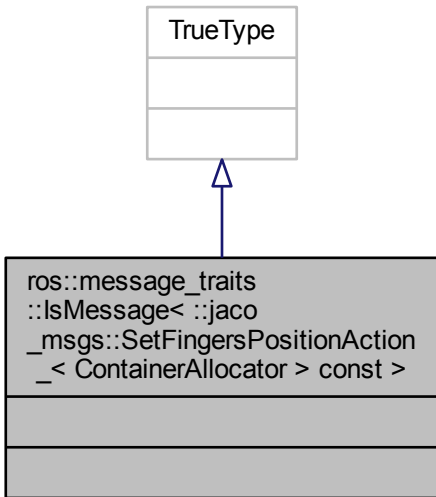 TrueType
ros::message_traits
::IsMessage< ::jaco
_msgs::SetFingersPositionAction
_< ContainerAllocator > const >